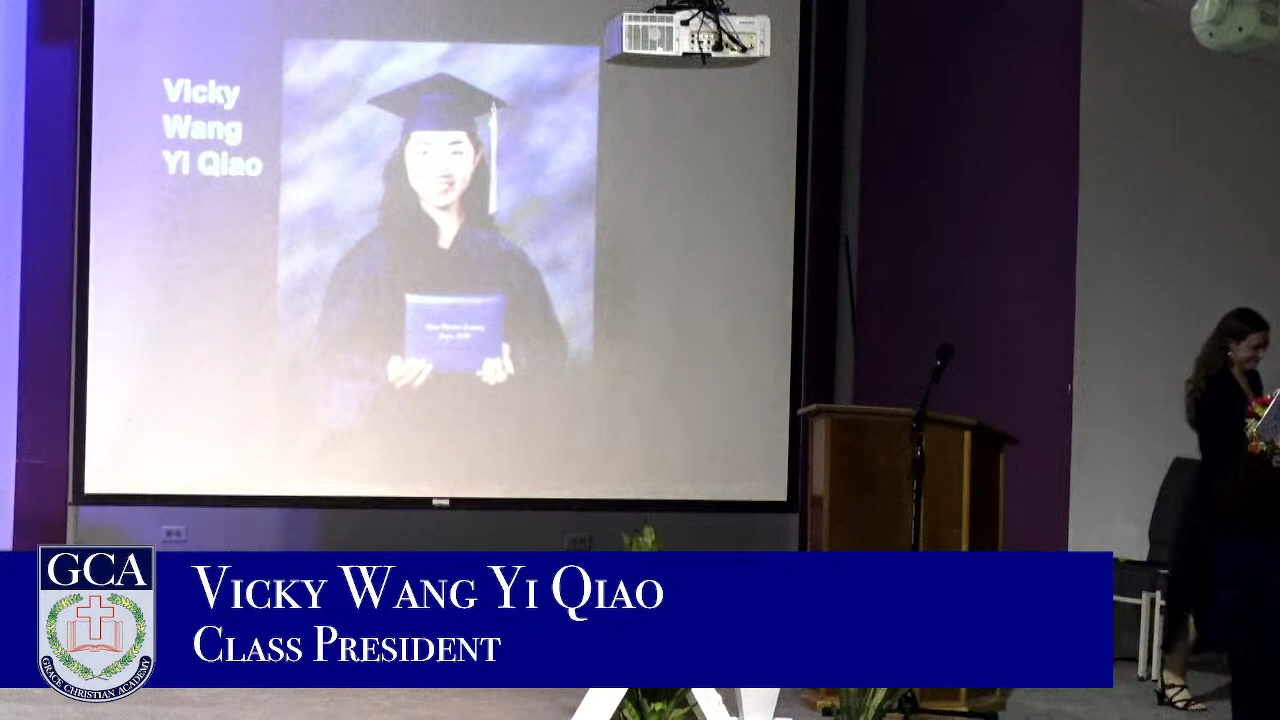 Vicky
Wang
Yi Qiao
GCA
GRACE CHRISTIAN ACADEMY
Vicky Wang Yi Qiao
Class President